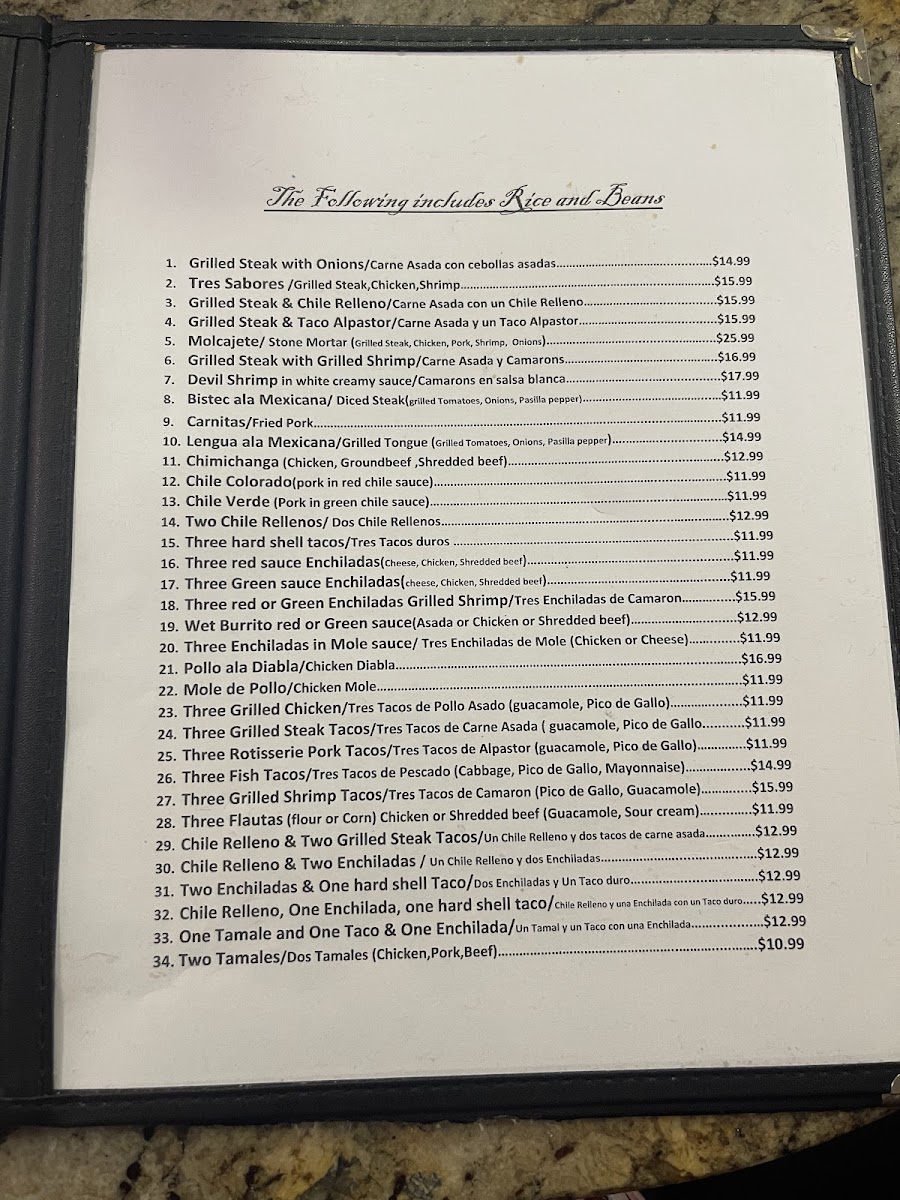 The Following includes Rice and Beans
1. Grilled Steak with Onions/Carne Asada con cebollas asadas.....$14.99
2. Tres Sabores /Grilled Steak,Chicken,Shrimp.....$15.99
3. Grilled Steak & Chile Relleno/Carne Asada con un Chile Relleno.....$15.99
4. Grilled Steak & Taco Alpastor/Carne Asada y un Taco Alpastor.....$15.99
5. Molcajete/ Stone Mortar (Grilled Steak, Chicken, Pork, Shrimp, Onions).....$25.99
6. Grilled Steak with Grilled Shrimp/Carne Asada y Camarons.....$16.99
7. Devil Shrimp in white creamy sauce/Camarons en salsa blanca.....$17.99
8. Bistec ala Mexicana/ Diced Steak(grilled Tomatoes, Onions, Pasilla pepper).....$11.99
9. Carnitas/Fried Pork.....$11.99
10. Lengua ala Mexicana/Grilled Tongue (Grilled Tomatoes, Onions, Pasilla pepper).....$14.99
11. Chimichanga (Chicken, Groundbeef ,Shredded beef).....$12.99
12. Chile Colorado(pork in red chile sauce).....$11.99
13. Chile Verde (Pork in green chile sauce).....$11.99
14. Two Chile Rellenos/ Dos Chile Rellenos.....$12.99
15. Three hard shell tacos/Tres Tacos duros .....$11.99
16. Three red sauce Enchiladas(Cheese, Chicken, Shredded beef).....$11.99
17. Three Green sauce Enchiladas(cheese, Chicken, Shredded beef).....$11.99
18. Three red or Green Enchiladas Grilled Shrimp/Tres Enchiladas de Camaron.....$15.99
19. Wet Burrito red or Green sauce(Asada or Chicken or Shredded beef).....$12.99
20. Three Enchiladas in Mole sauce/ Tres Enchiladas de Mole (Chicken or Cheese).....$11.99
21. Pollo ala Diabla/Chicken Diabla.....$16.99
22. Mole de Pollo/Chicken Mole.....$11.99
23. Three Grilled Chicken/Tres Tacos de Pollo Asado (guacamole, Pico de Gallo).....$11.99
24. Three Grilled Steak Tacos/Tres Tacos de Carne Asada ( guacamole, Pico de Gallo.....$11.99
25. Three Rotisserie Pork Tacos/Tres Tacos de Alpastor (guacamole, Pico de Gallo).....$11.99
26. Three Fish Tacos/Tres Tacos de Pescado (Cabbage, Pico de Gallo, Mayonnaise).....$14.99
27. Three Grilled Shrimp Tacos/Tres Tacos de Camaron (Pico de Gallo, Guacamole).....$15.99
28. Three Flautas (flour or Corn) Chicken or Shredded beef (Guacamole, Sour cream).....$11.99
29. Chile Relleno & Two Grilled Steak Tacos/Un Chile Relleno y dos tacos de carne asada.....$12.99
30. Chile Relleno & Two Enchiladas / Un Chile Relleno y dos Enchiladas.....$12.99
31. Two Enchiladas & One hard shell Taco/Dos Enchiladas y Un Taco duro.....$12.99
32. Chile Relleno, One Enchilada, one hard shell taco/Chile Relleno y una Enchilada con un Taco duro.....$12.99
33. One Tamale and One Taco & One Enchilada/Un Tamal y un Taco con una Enchilada.....$12.99
34. Two Tamales/Dos Tamales (Chicken,Pork,Beef).....$10.99